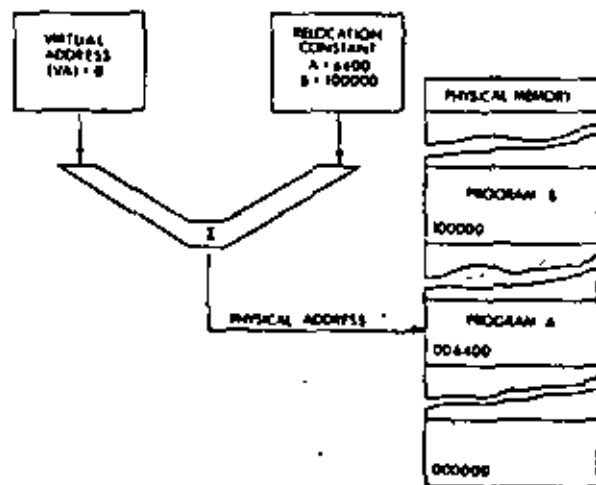 VIRTUAL
ADDRESS
(VA) = 0
RELOCATION
CONSTANT
A = 6400
B = 100000
PHYSICAL MEMORY
PROGRAM B
100000
Σ
PHYSICAL ADDRESS
PROGRAM A
006400
000000